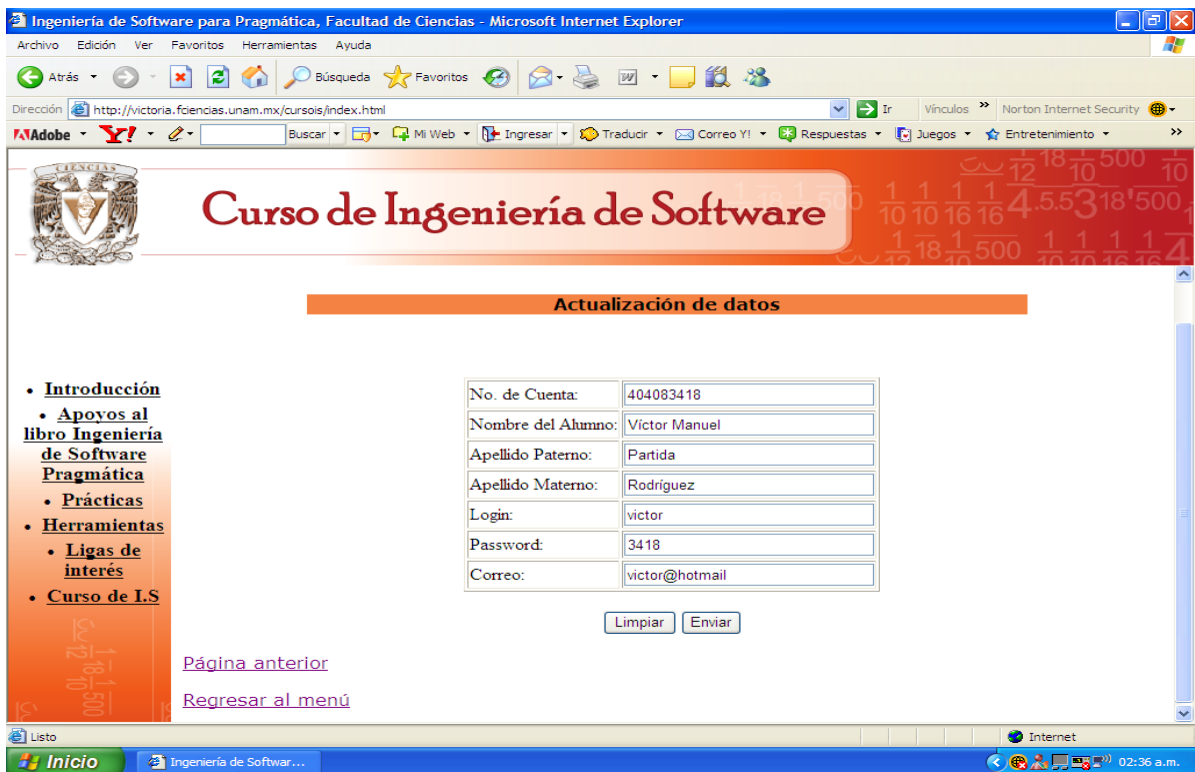 Ingeniería de Software para Pragmática, Facultad de Ciencias - Microsoft Internet Explorer
Archivo Edición Ver Favoritos Herramientas Ayuda
Atrás Búsqueda Favoritos
Dirección http://victoria.fciencias.unam.mx/cursois/index.html Ir Vínculos Norton Internet Security
Adobe Y! Buscar Mi Web Ingresar Traducir Correo Y! Respuestas Juegos Entretenimiento
CIENCIAS
Curso de Ingeniería de Software
Actualización de datos
• Introducción
• Apoyos al
libro Ingeniería
de Software
Pragmática
• Prácticas
• Herramientas
• Ligas de
interés
• Curso de I.S
No. de Cuenta: 404083418
Nombre del Alumno: Víctor Manuel
Apellido Paterno: Partida
Apellido Materno: Rodríguez
Login: victor
Password: 3418
Correo: victor@hotmail
Limpiar Enviar
Página anterior
Regresar al menú
Listo Internet
Inicio Ingeniería de Softwar... 02:36 a.m.